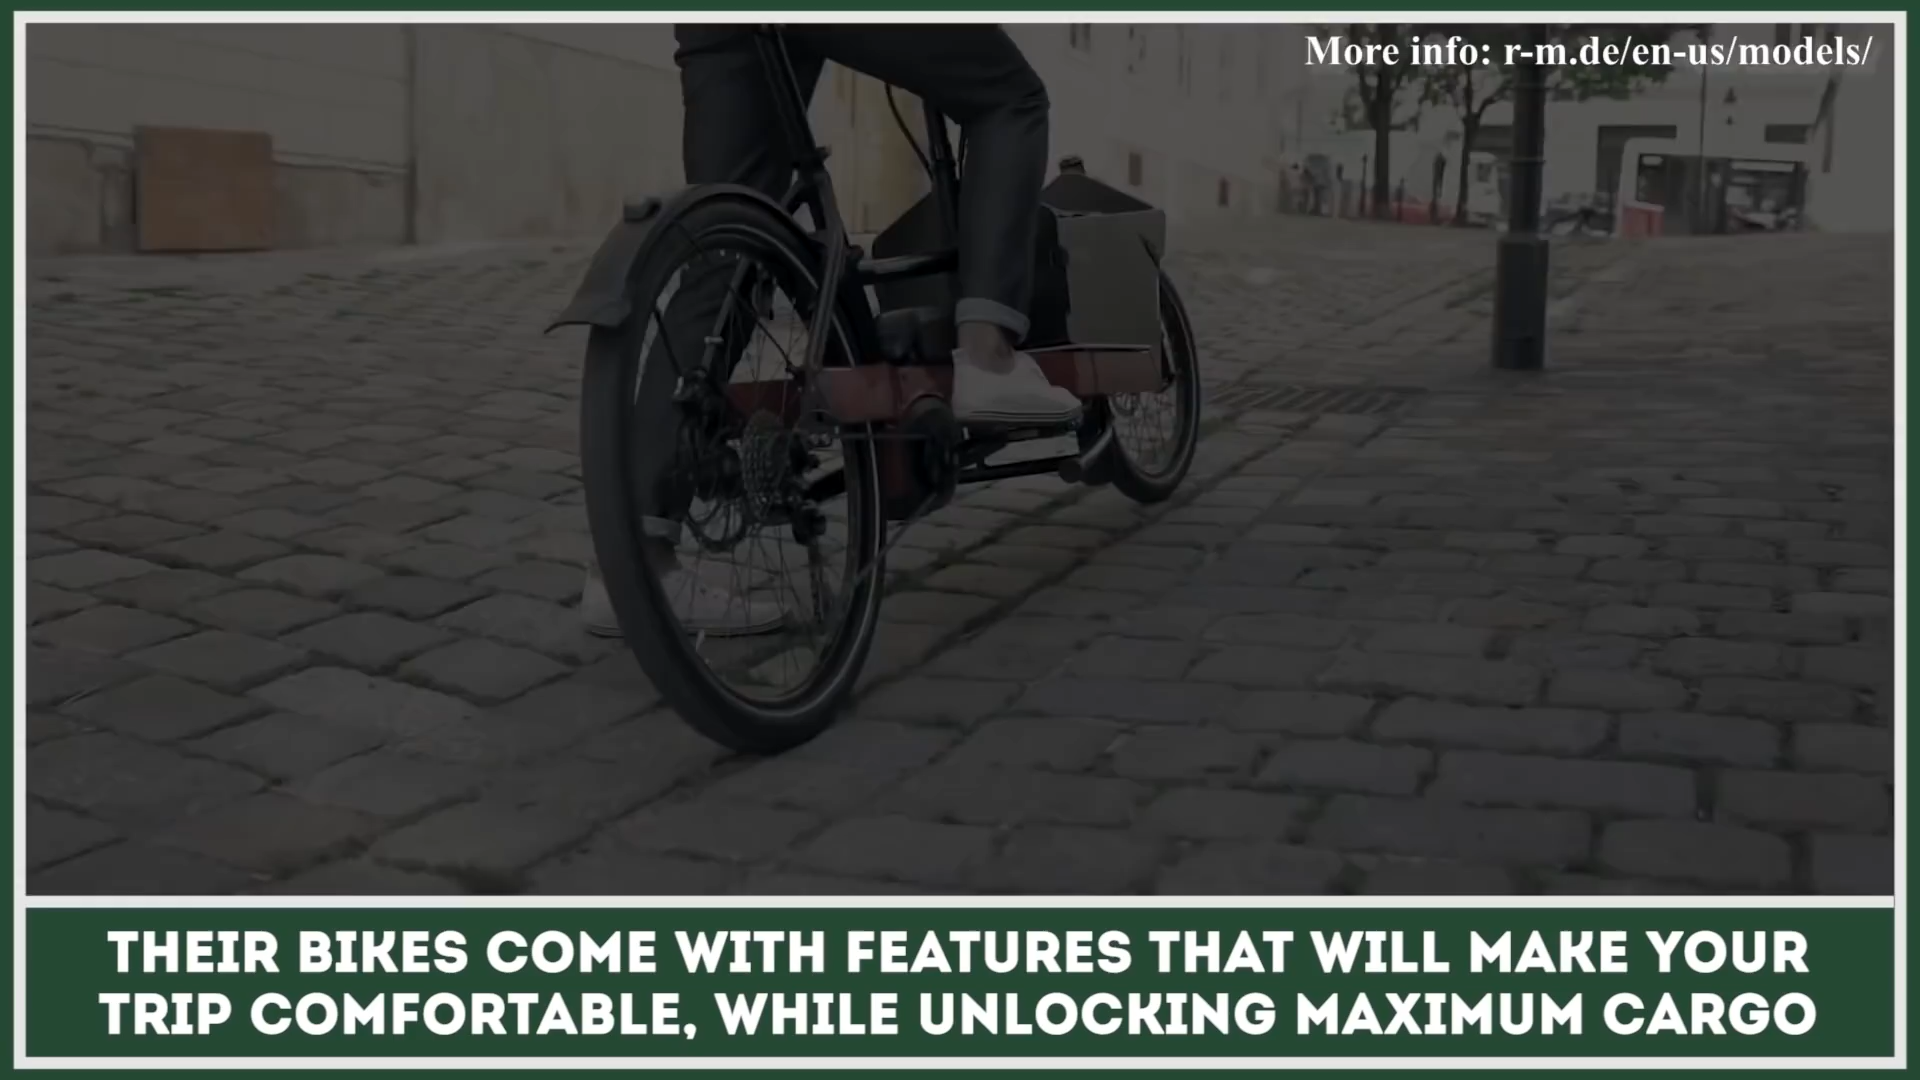 More info: r-m.de/en-us/models/
THEIR BIKES COME WITH FEATURES THAT WILL MAKE YOUR
TRIP COMFORTABLE, WHILE UNLOCKING MAXIMUM CARGO